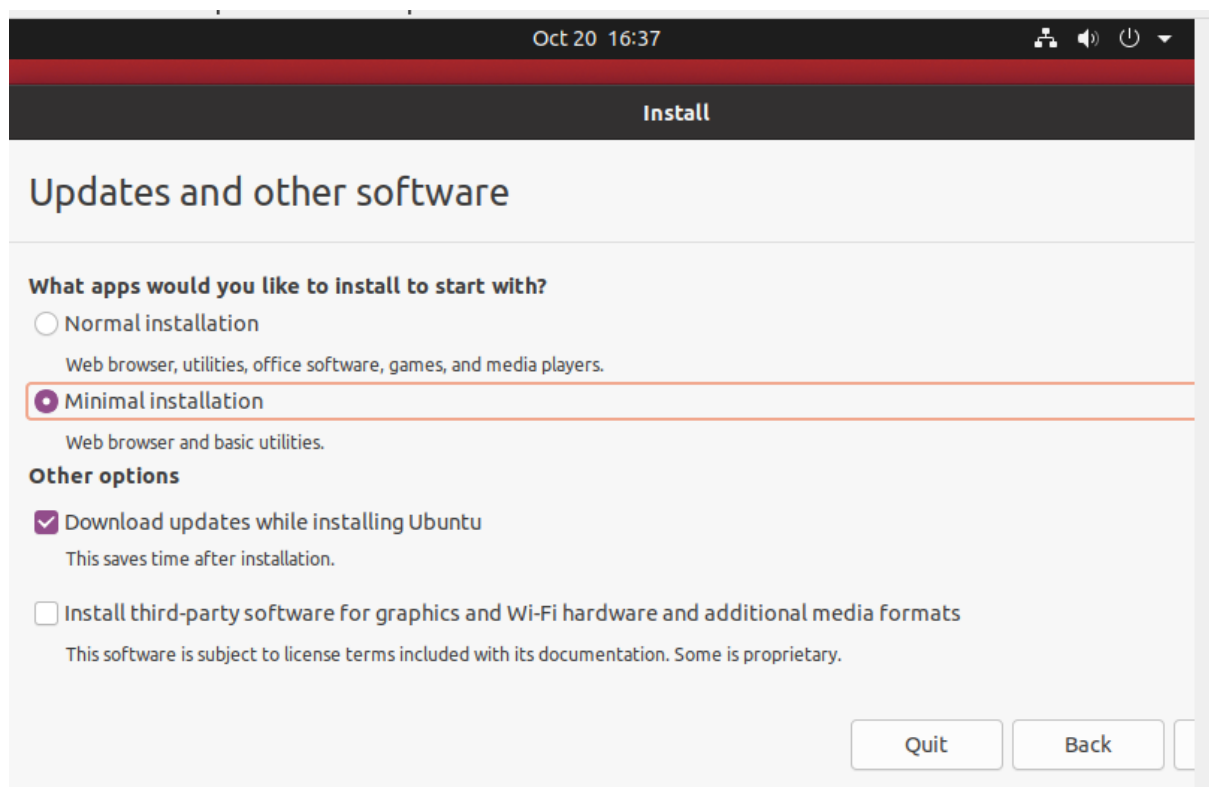 Oct 20 16:37
Install
Updates and other software
What apps would you like to install to start with?
Normal installation
Web browser, utilities, office software, games, and media players.
Minimal installation
Web browser and basic utilities.
Other options
Download updates while installing Ubuntu
This saves time after installation.
Install third-party software for graphics and Wi-Fi hardware and additional media formats
This software is subject to license terms included with its documentation. Some is proprietary.
Quit Back